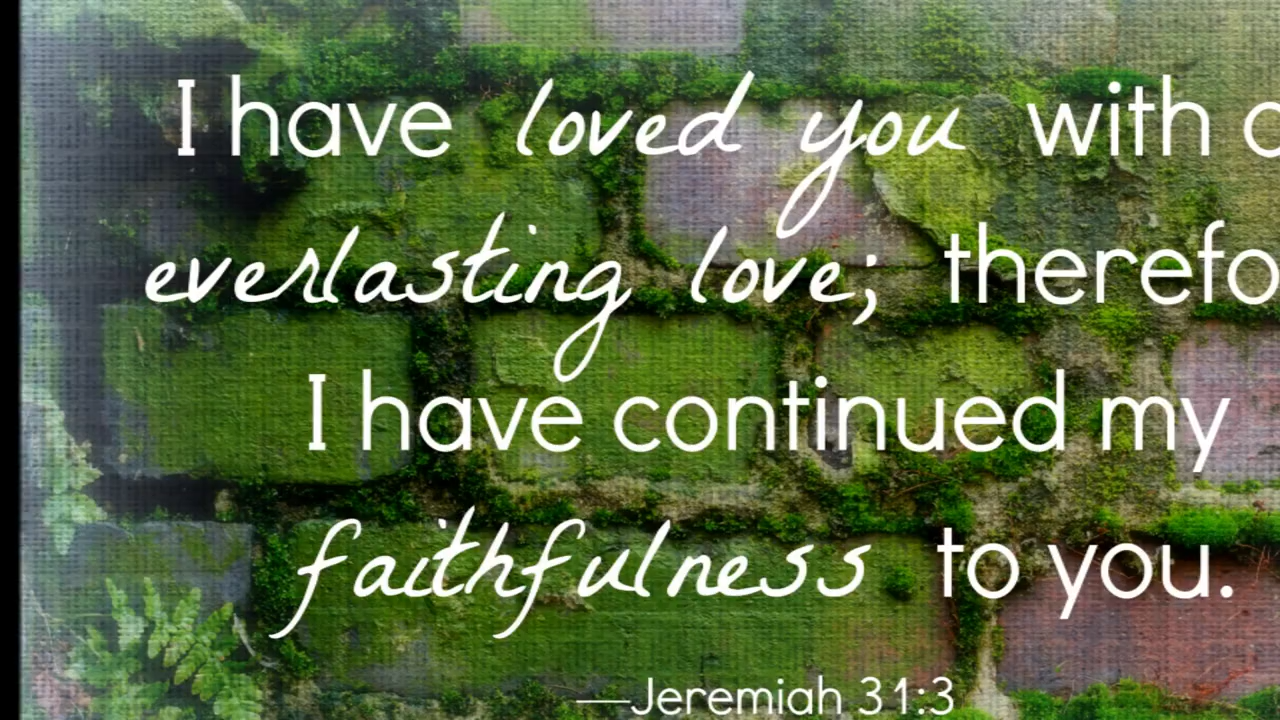 I have loved you with a
everlasting love; therefo
I have continued my
faithfulness to you.
—Jeremiah 31:3